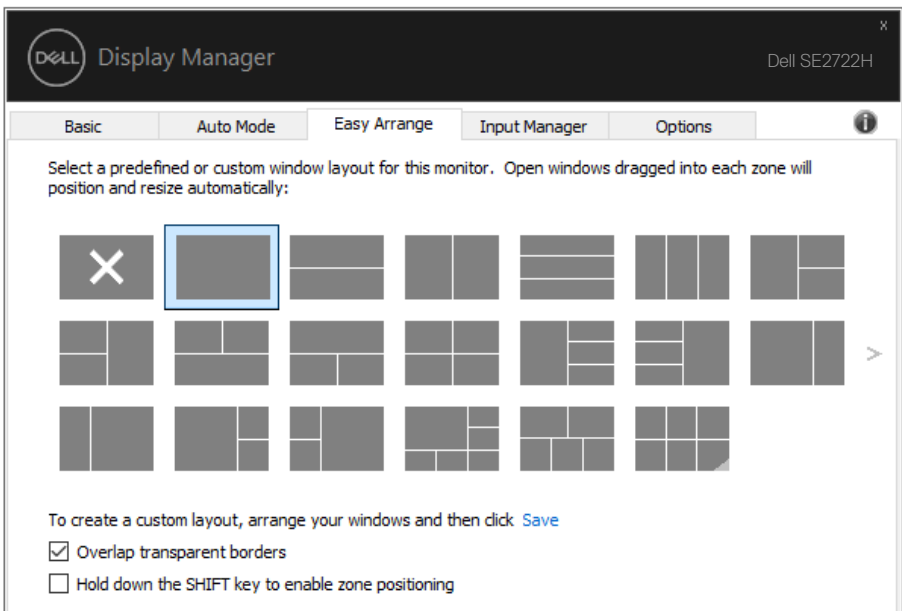 x
DELL
Display Manager
Dell SE2722H
Basic
Auto Mode
Easy Arrange
Input Manager
Options
i
Select a predefined or custom window layout for this monitor. Open windows dragged into each zone will
position and resize automatically:
>
To create a custom layout, arrange your windows and then click Save
Overlap transparent borders
Hold down the SHIFT key to enable zone positioning